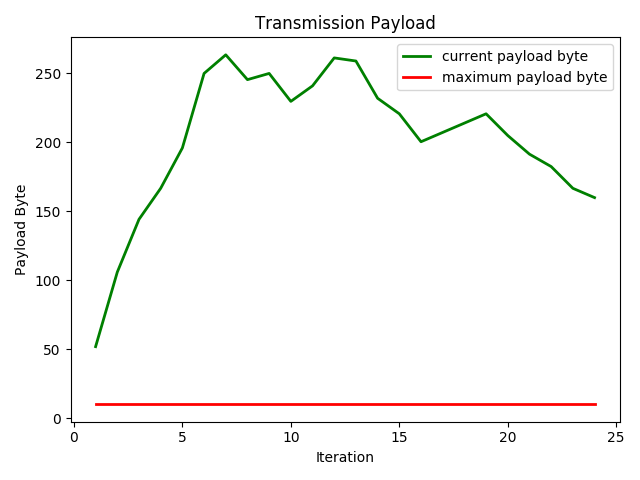 Transmission Payload
current payload byte
maximum payload byte
Payload Byte
250
200
150
100
50
0
0 5 10 15 20 25
Iteration